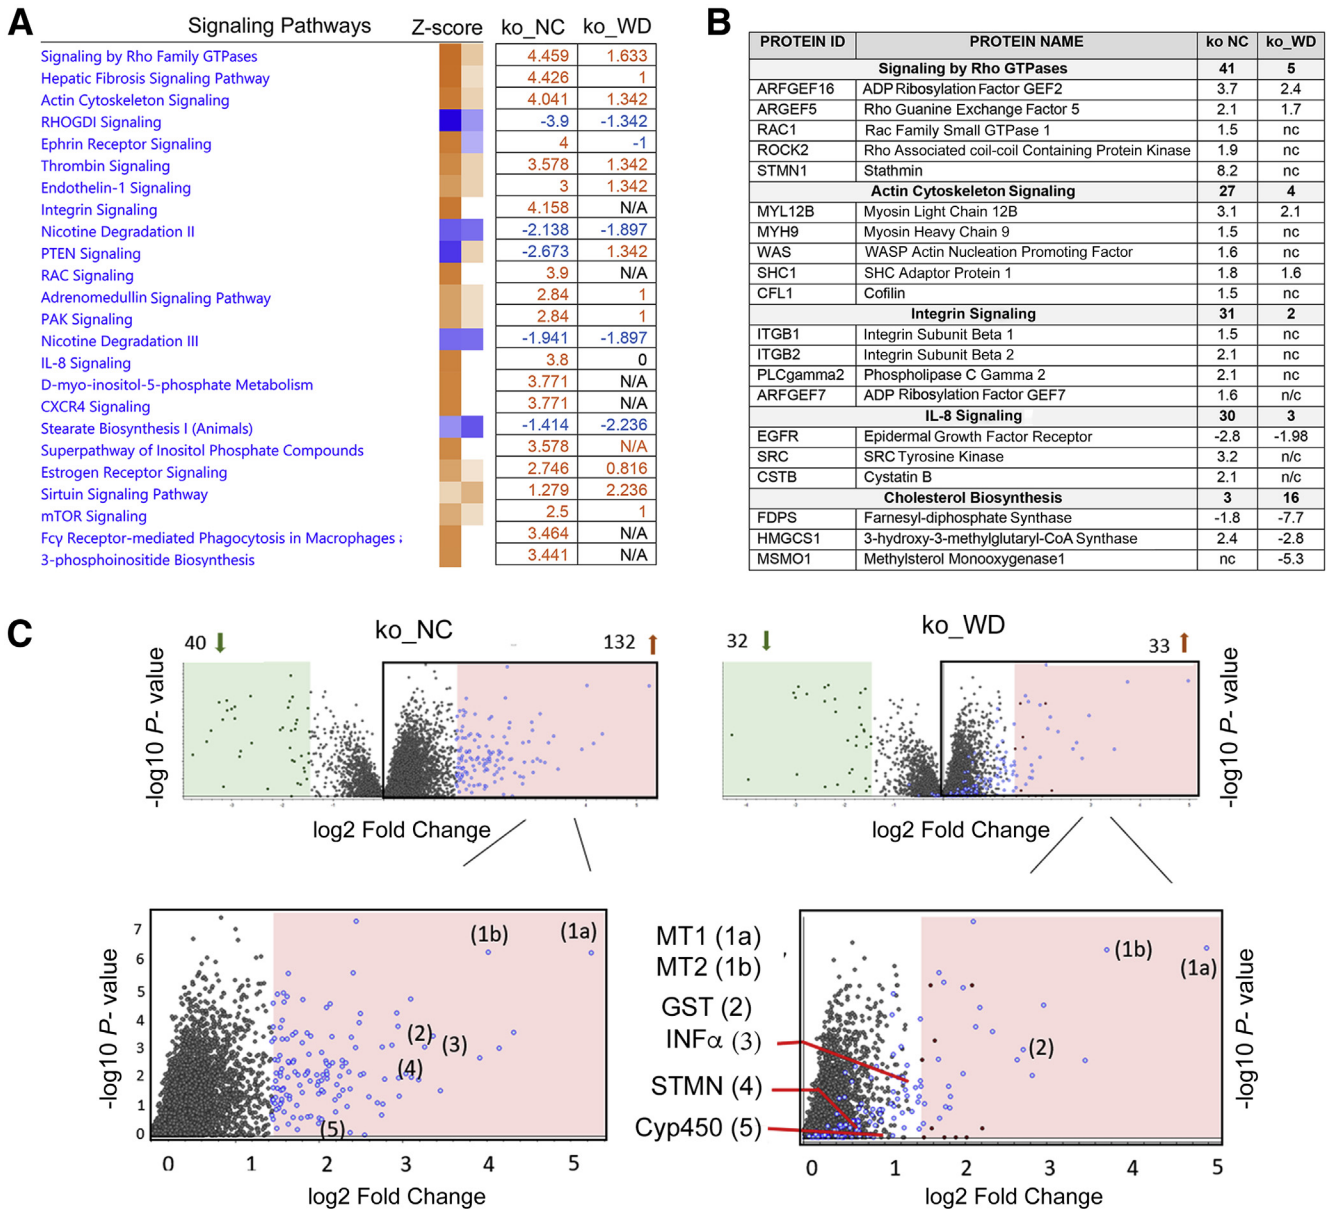 A
Signaling Pathways Z-score ko_NC ko_WD
Signaling by Rho Family GTPases 4.459 1.633
Hepatic Fibrosis Signaling Pathway 4.426 1
Actin Cytoskeleton Signaling 4.041 1.342
RHOGDI Signaling -3.9 -1.342
Ephrin Receptor Signaling 4 -1
Thrombin Signaling 3.578 1.342
Endothelin-1 Signaling 3 1.342
Integrin Signaling 4.158 N/A
Nicotine Degradation II -2.138 -1.897
PTEN Signaling -2.673 1.342
RAC Signaling 3.9 N/A
Adrenomedullin Signaling Pathway 2.84 1
PAK Signaling 2.84 1
Nicotine Degradation III -1.941 -1.897
IL-8 Signaling 3.8 0
D-myo-inositol-5-phosphate Metabolism 3.771 N/A
CXCR4 Signaling 3.771 N/A
Stearate Biosynthesis I (Animals) -1.414 -2.236
Superpathway of Inositol Phosphate Compounds 3.578 N/A
Estrogen Receptor Signaling 2.746 0.816
Sirtuin Signaling Pathway 1.279 2.236
mTOR Signaling 2.5 1
Fcγ Receptor-mediated Phagocytosis in Macrophages 3.464 N/A
3-phosphoinositide Biosynthesis 3.441 N/A
B
PROTEIN ID PROTEIN NAME ko NC ko_WD
Signaling by Rho GTPases 41 5
ARFGEF16 ADP Ribosylation Factor GEF2 3.7 2.4
ARGEF5 Rho Guanine Exchange Factor 5 2.1 1.7
RAC1 Rac Family Small GTPase 1 1.5 nc
ROCK2 Rho Associated coil-coil Containing Protein Kinase 1.9 nc
STMN1 Stathmin 8.2 nc
Actin Cytoskeleton Signaling 27 4
MYL12B Myosin Light Chain 12B 3.1 2.1
MYH9 Myosin Heavy Chain 9 1.5 nc
WAS WASP Actin Nucleation Promoting Factor 1.6 nc
SHC1 SHC Adaptor Protein 1 1.8 1.6
CFL1 Cofilin 1.5 nc
Integrin Signaling 31 2
ITGB1 Integrin Subunit Beta 1 1.5 nc
ITGB2 Integrin Subunit Beta 2 2.1 nc
PLCgamma2 Phospholipase C Gamma 2 2.1 nc
ARFGEF7 ADP Ribosylation Factor GEF7 1.6 n/c
IL-8 Signaling 30 3
EGFR Epidermal Growth Factor Receptor -2.8 -1.98
SRC SRC Tyrosine Kinase 3.2 n/c
CSTB Cystatin B 2.1 n/c
Cholesterol Biosynthesis 3 16
FDPS Farnesyl-diphosphate Synthase -1.8 -7.7
HMGCS1 3-hydroxy-3-methylglutaryl-CoA Synthase 2.4 -2.8
MSMO1 Methylsterol Monooxygenase1 nc -5.3
C
40 ↓ ko_NC 132 ↑
-log10 P- value
log2 Fold Change
32 ↓ ko_WD 33 ↑
-log10 P- value
log2 Fold Change
-log10 P- value
7
6
5
4
3
2
1
0
(1b) (1a)
(2) (3)
(4)
(5)
0 1 2 3 4 5
log2 Fold Change
MT1 (1a)
MT2 (1b)
GST (2)
INFα (3)
STMN (4)
Cyp450 (5)
(1b)
(1a)
(2)
-log10 P- value
0 1 2 3 4 5
log2 Fold Change